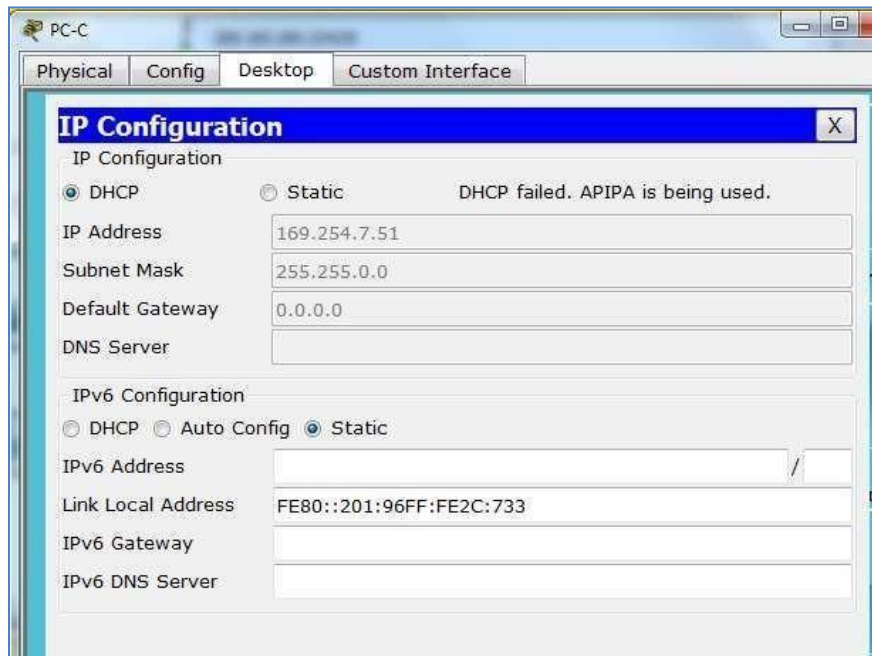 PC-C
Physical Config Desktop Custom Interface
IP Configuration X
IP Configuration
DHCP Static DHCP failed. APIPA is being used.
IP Address 169.254.7.51
Subnet Mask 255.255.0.0
Default Gateway 0.0.0.0
DNS Server
IPv6 Configuration
DHCP Auto Config Static
IPv6 Address /
Link Local Address FE80::201:96FF:FE2C:733
IPv6 Gateway
IPv6 DNS Server